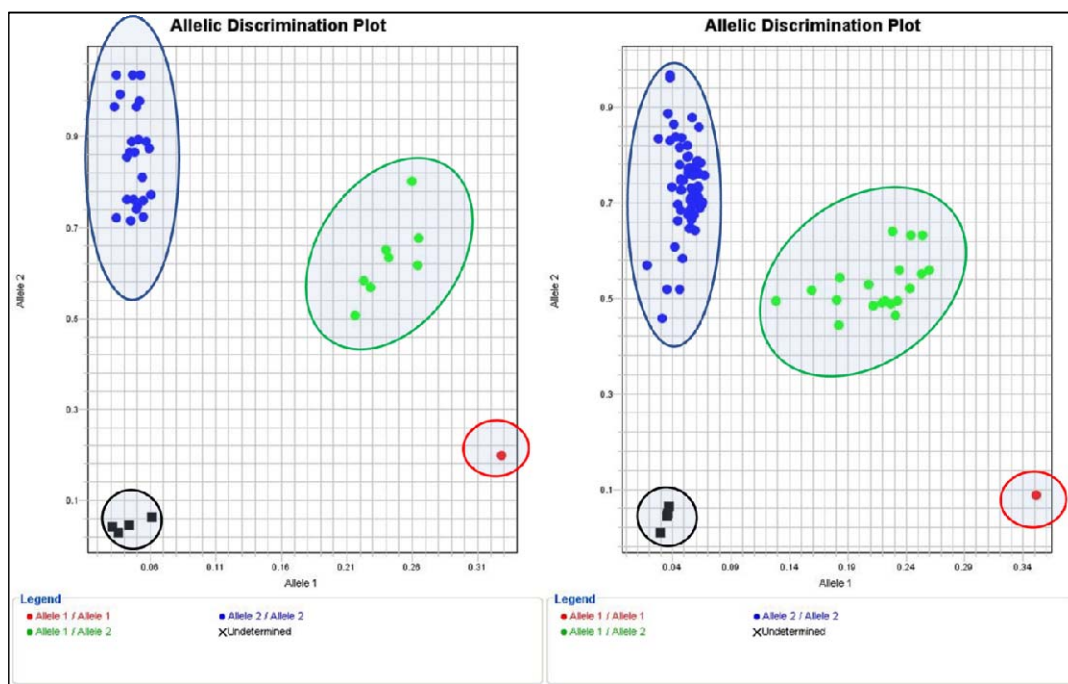 Allelic Discrimination Plot
0.9
0.7
Allele 2
0.5
0.3
0.1
0.06 0.11 0.16 0.21 0.26 0.31
Allele 1
Legend
Allele 1 / Allele 1
Allele 2 / Allele 2
Allele 1 / Allele 2
Undetermined
Allelic Discrimination Plot
0.9
0.7
Allele 2
0.5
0.3
0.1
0.04 0.09 0.14 0.19 0.24 0.29 0.34
Allele 1
Legend
Allele 1 / Allele 1
Allele 2 / Allele 2
Allele 1 / Allele 2
Undetermined